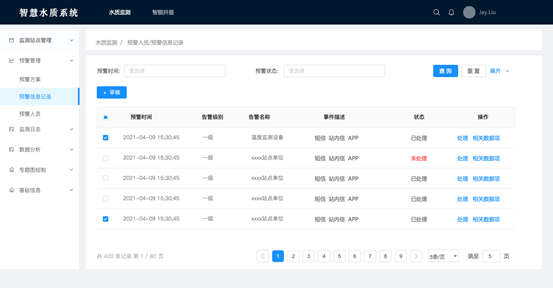 智慧水质系统 水质监测 智能井盖 Jay.Liu
监测站点管理
预警管理
预警方案
预警信息记录
预警人员
监测日志
数据分析
专题图绘制
基础信息
水质监测 / 预警人员/预警信息记录
预警时间: 请选择 预警状态: 请选择 查 询 重 置 展开
+ 审核
预警时间 告警级别 告警名称 事件描述 状态 操作
2021-04-09 15;30;45 一级 温度监测设备 短信 站内信 APP 已处理 处理 相关数据项
2021-04-09 15;30;45 一级 xxxx站点单位 短信 站内信 APP 未处理 处理 相关数据项
2021-04-09 15;30;45 一级 xxxx站点单位 短信 站内信 APP 已处理 处理 相关数据项
2021-04-09 15;30;45 一级 xxxx站点单位 短信 站内信 APP 已处理 处理 相关数据项
2021-04-09 15;30;45 一级 xxxx站点单位 短信 站内信 APP 已处理 处理 相关数据项
共 400 条记录 第 1 / 80 页 1 2 3 4 5 6 7 8 9 5条/页 跳至 5 页